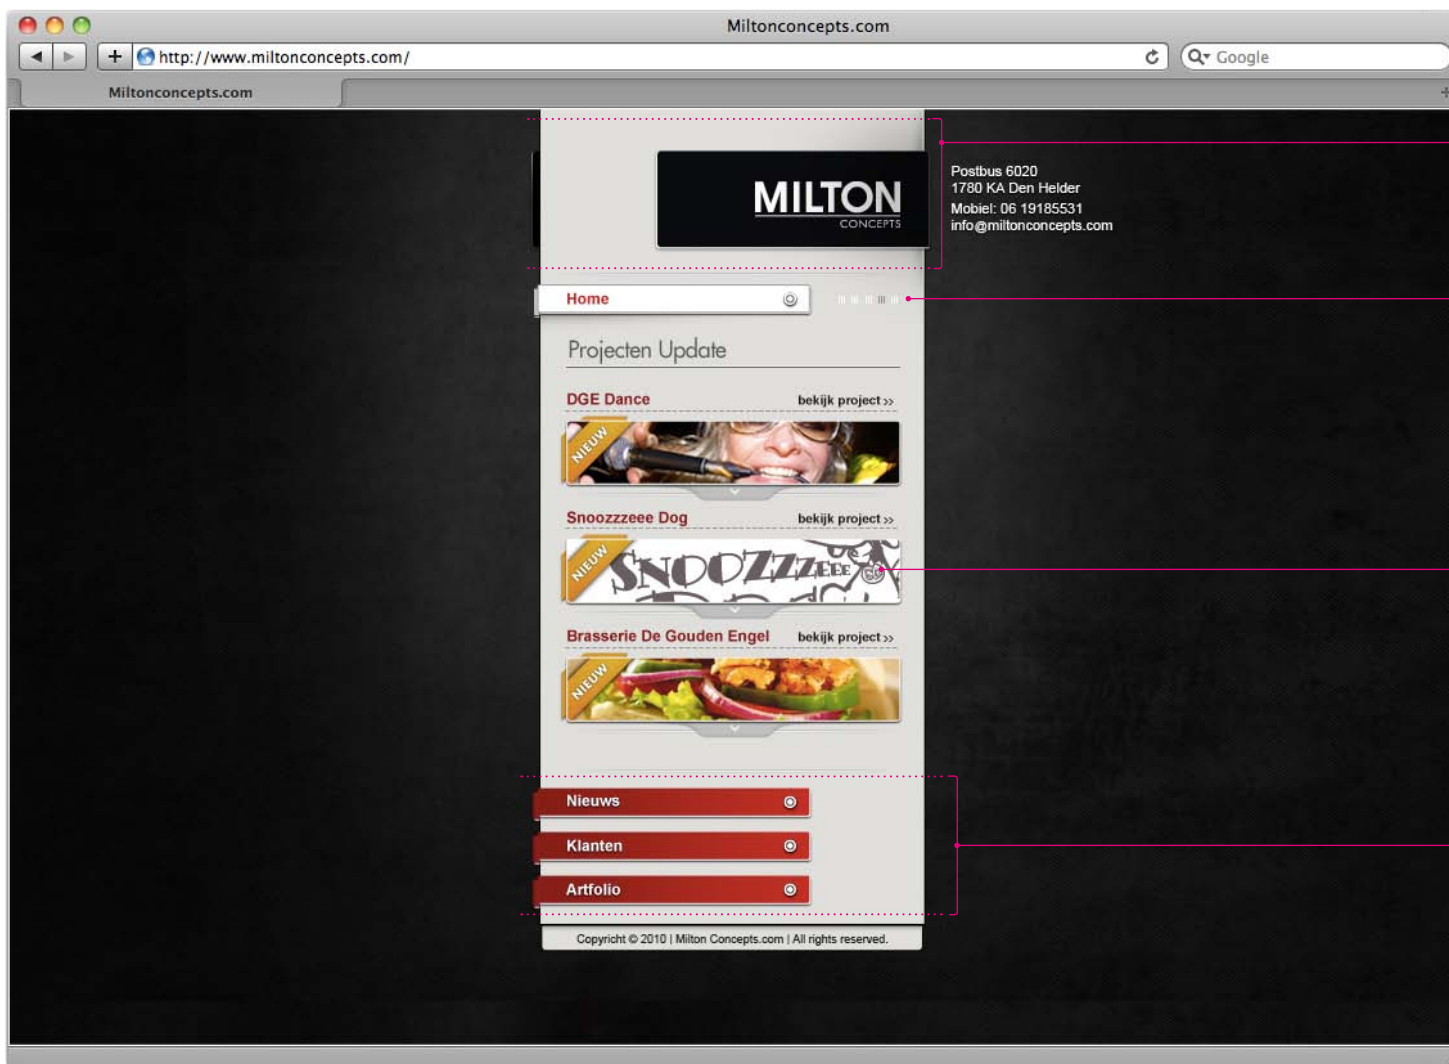 Miltonconcepts.com
http://www.miltonconcepts.com/
Google
Miltonconcepts.com
MILTON
CONCEPTS
Postbus 6020
1780 KA Den Helder
Mobiel: 06 19185531
info@miltonconcepts.com
Home
Projecten Update
DGE Dance
bekijk project >>
NIEUW
Snoozzzeee Dog
bekijk project >>
NIEUW
SNOOZZZEEE
Brasserie De Gouden Engel
bekijk project >>
NIEUW
Nieuws
Klanten
Artfolio
Copyright © 2010 | Milton Concepts.com | All rights reserved.